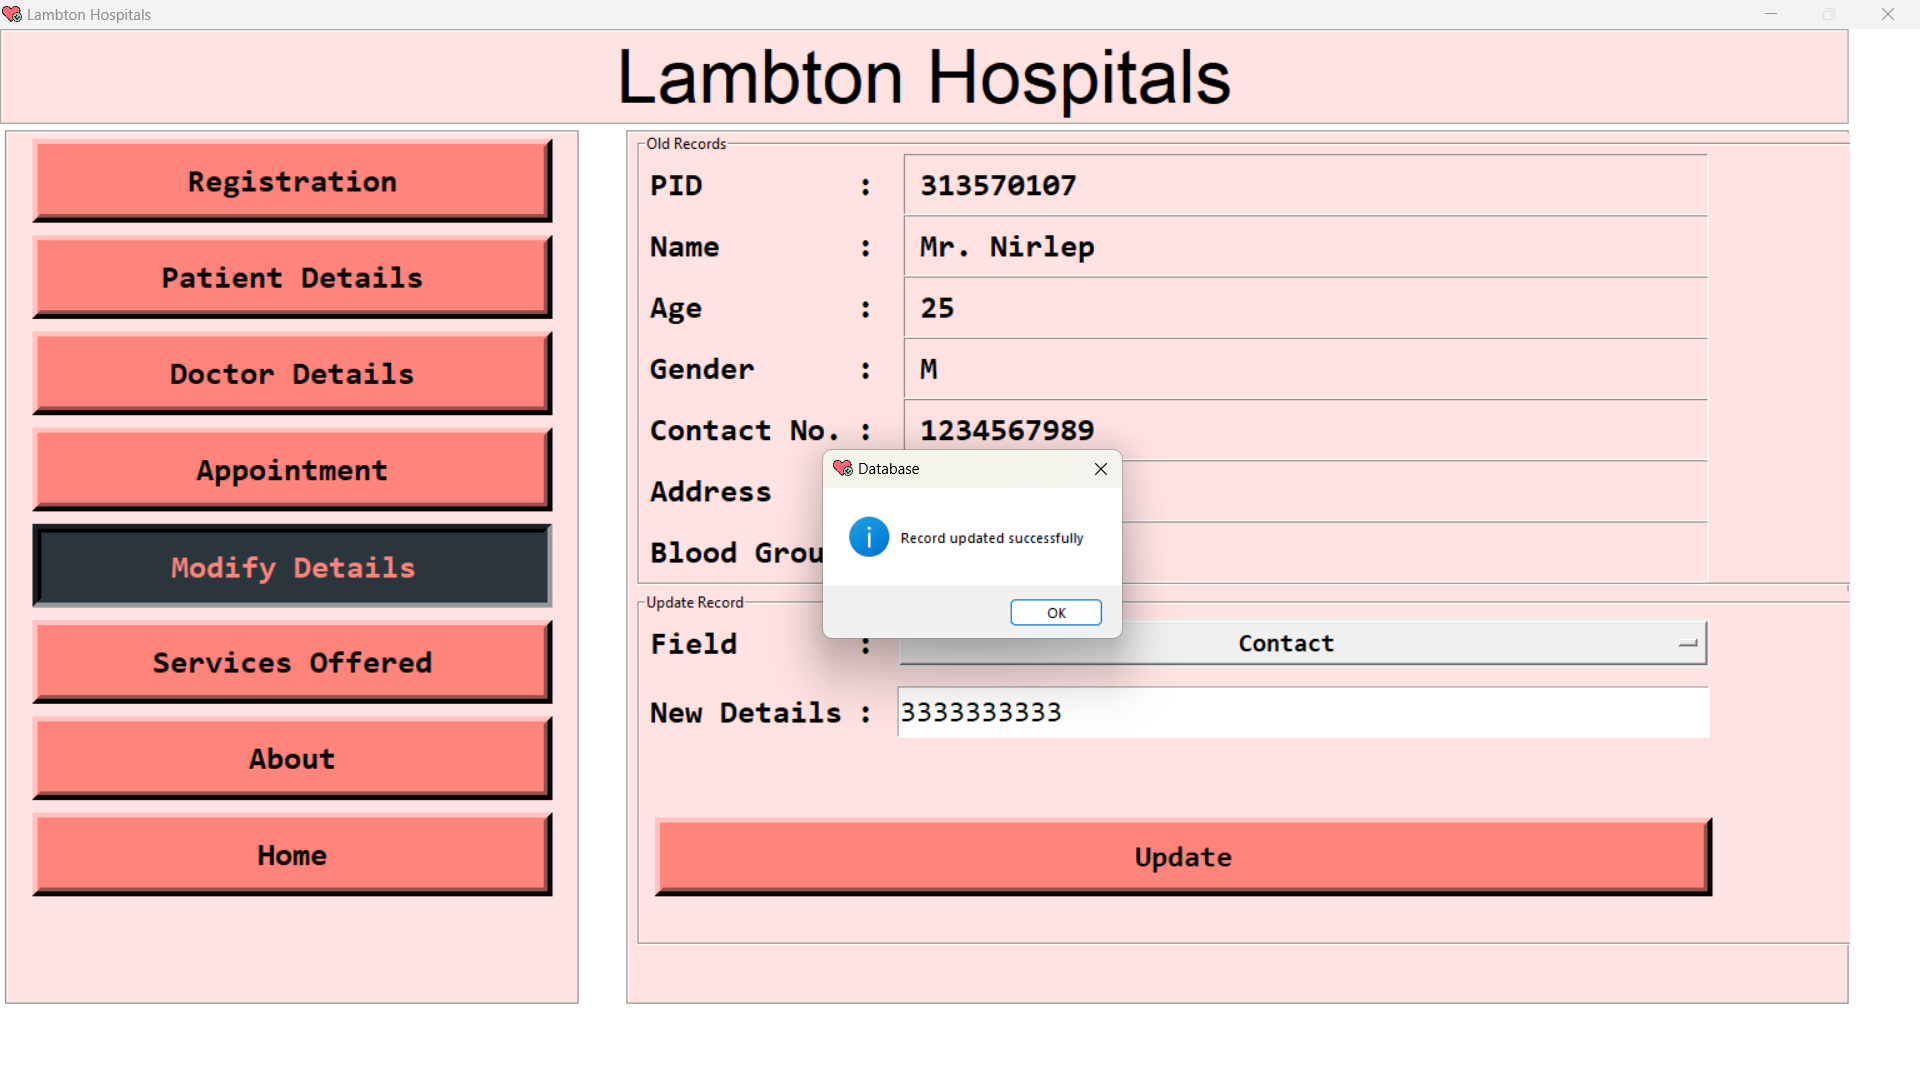 Lambton Hospitals
Lambton Hospitals
Registration
Patient Details
Doctor Details
Appointment
Modify Details
Services Offered
About
Home
Old Records
PID : 313570107
Name : Mr. Nirlep
Age : 25
Gender : M
Contact No. : 1234567989
Address
Blood Grou
Database
Record updated successfully
OK
Update Record
Field : Contact
New Details : 3333333333
Update